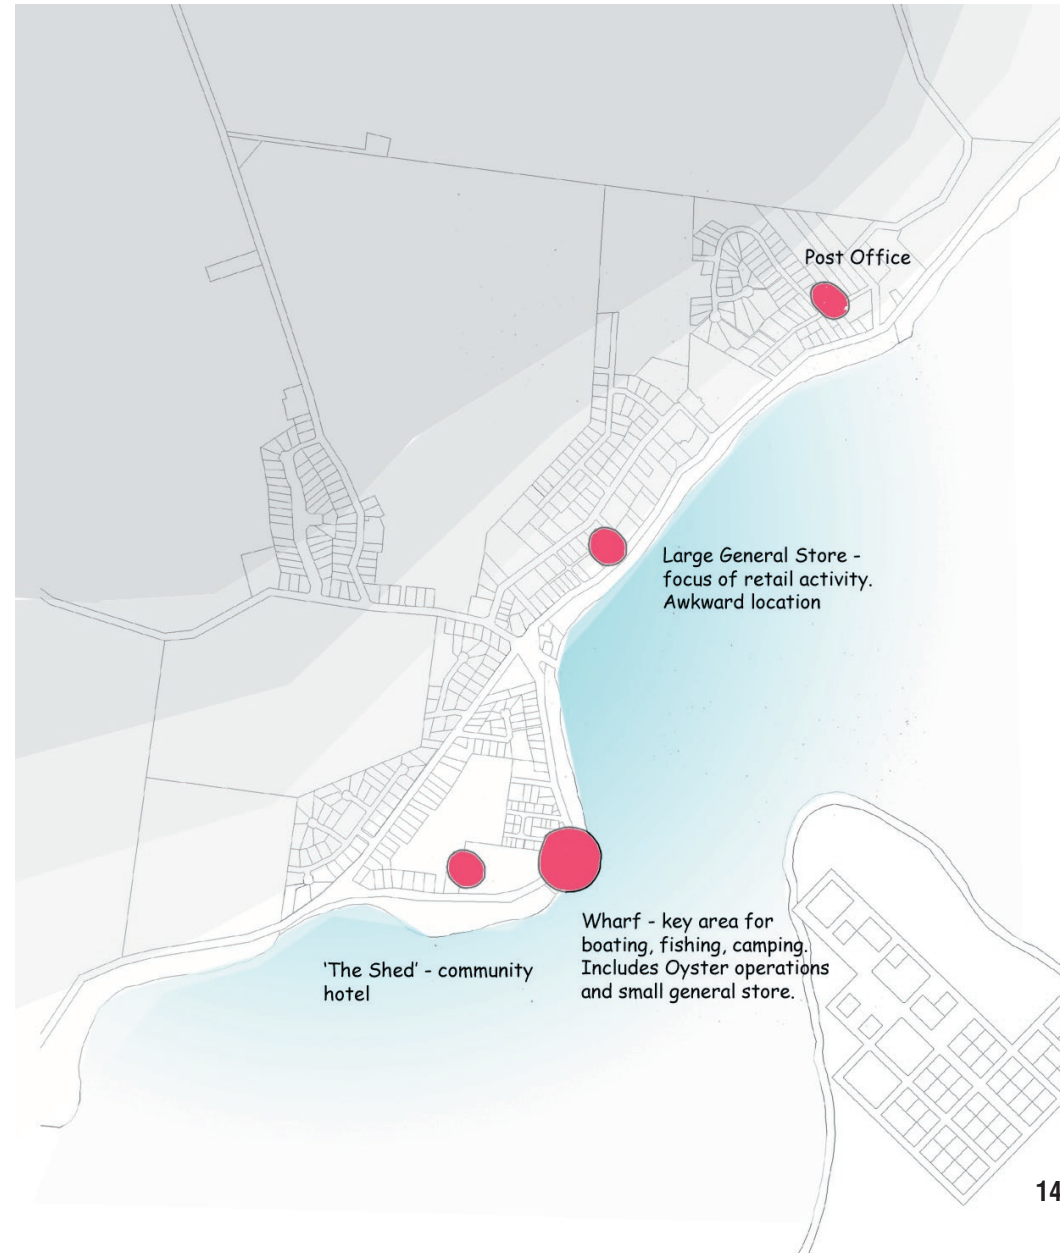 Post Office
Large General Store -
focus of retail activity.
Awkward location
Wharf - key area for
boating, fishing, camping.
Includes Oyster operations
and small general store.
‘The Shed’ - community
hotel
14